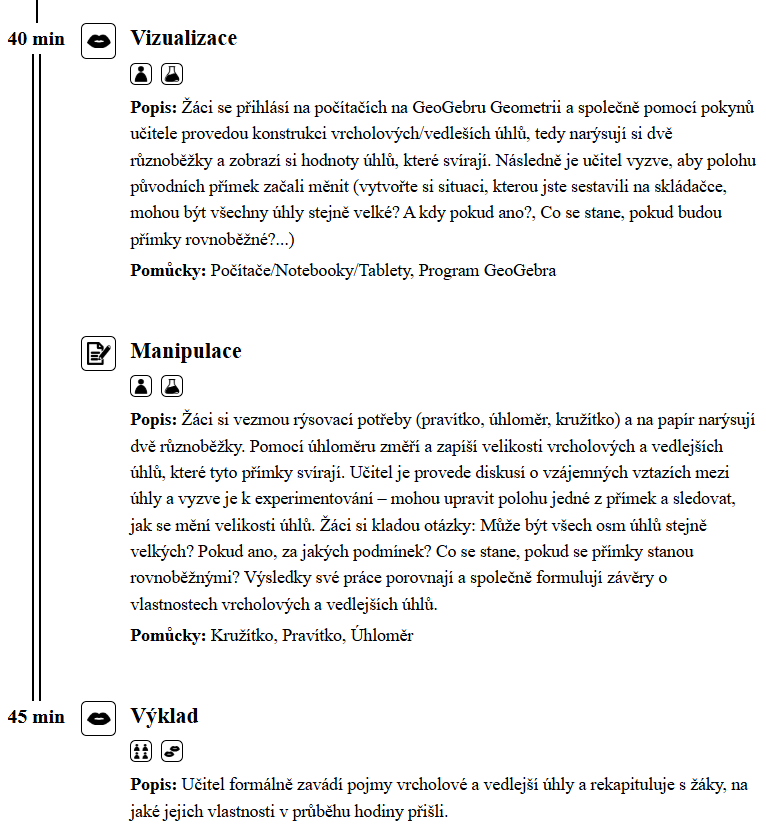 40 min
Vizualizace
Popis: Žáci se přihlásí na počítačích na GeoGebru Geometrii a společně pomocí pokynů
učitele provedou konstrukci vrcholových/vedleších úhlů, tedy narýsují si dvě
různoběžky a zobrazí si hodnoty úhlů, které svírají. Následně je učitel vyzve, aby polohu
původních přímek začali měnit (vytvořte si situaci, kterou jste sestavili na skládačce,
mohou být všechny úhly stejně velké? A kdy pokud ano?, Co se stane, pokud budou
přímky rovnoběžné?...)
Pomůcky: Počítače/Notebooky/Tablety, Program GeoGebra
Manipulace
Popis: Žáci si vezmou rýsovací potřeby (pravítko, úhloměr, kružítko) a na papír narýsují
dvě různoběžky. Pomocí úhloměru změří a zapíší velikosti vrcholových a vedlejších
úhlů, které tyto přímky svírají. Učitel je provede diskusí o vzájemných vztazích mezi
úhly a vyzve je k experimentování – mohou upravit polohu jedné z přímek a sledovat,
jak se mění velikosti úhlů. Žáci si kladou otázky: Může být všech osm úhlů stejně
velkých? Pokud ano, za jakých podmínek? Co se stane, pokud se přímky stanou
rovnoběžnými? Výsledky své práce porovnají a společně formulují závěry o
vlastnostech vrcholových a vedlejších úhlů.
Pomůcky: Kružítko, Pravítko, Úhloměr
45 min
Výklad
Popis: Učitel formálně zavádí pojmy vrcholové a vedlejší úhly a rekapituluje s žáky, na
jaké jejich vlastnosti v průběhu hodiny přišli.